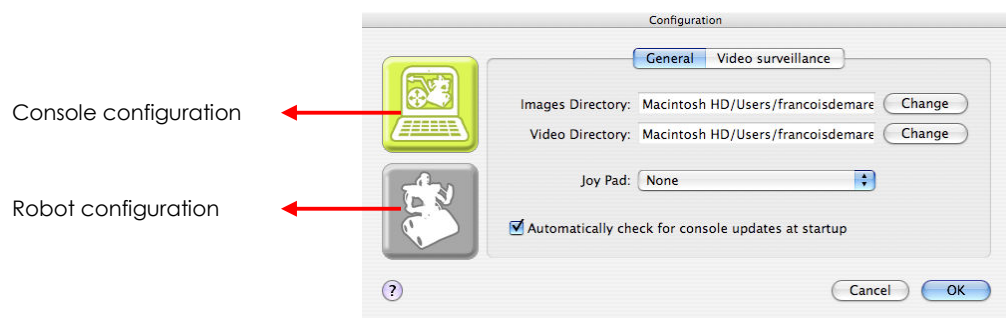 Configuration
General Video surveillance
Console configuration
Images Directory: Macintosh HD/Users/francoisdemare Change
Video Directory: Macintosh HD/Users/francoisdemare Change
Robot configuration
Joy Pad: None
Automatically check for console updates at startup
? Cancel OK